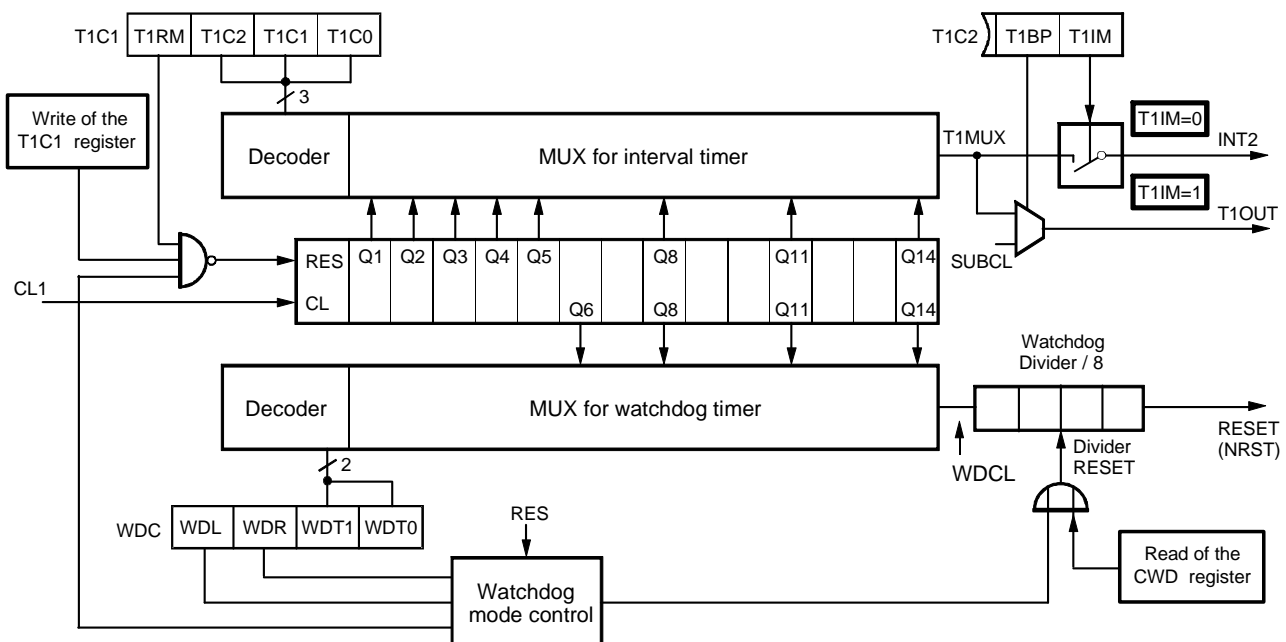 T1C1 T1RM T1C2 T1C1 T1C0
T1C2 T1BP T1IM
3
Write of the
T1C1 register
Decoder
MUX for interval timer
T1MUX
T1IM=0
INT2
T1IM=1
T1OUT
SUBCL
RES Q1 Q2 Q3 Q4 Q5 Q8 Q11 Q14
CL1
CL Q6 Q8 Q11 Q14
Watchdog
Divider / 8
Decoder
MUX for watchdog timer
RESET
(NRST)
Divider
RESET
WDCL
2
WDC WDL WDR WDT1 WDT0
RES
Read of the
CWD register
Watchdog
mode control